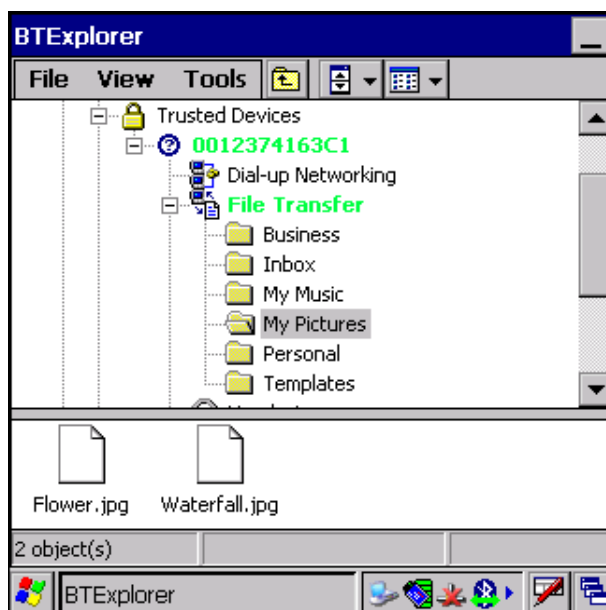 BTExplorer
File View Tools
Trusted Devices
0012374163C1
Dial-up Networking
File Transfer
Business
Inbox
My Music
My Pictures
Personal
Templates
Flower.jpg Waterfall.jpg
2 object(s)
BTExplorer